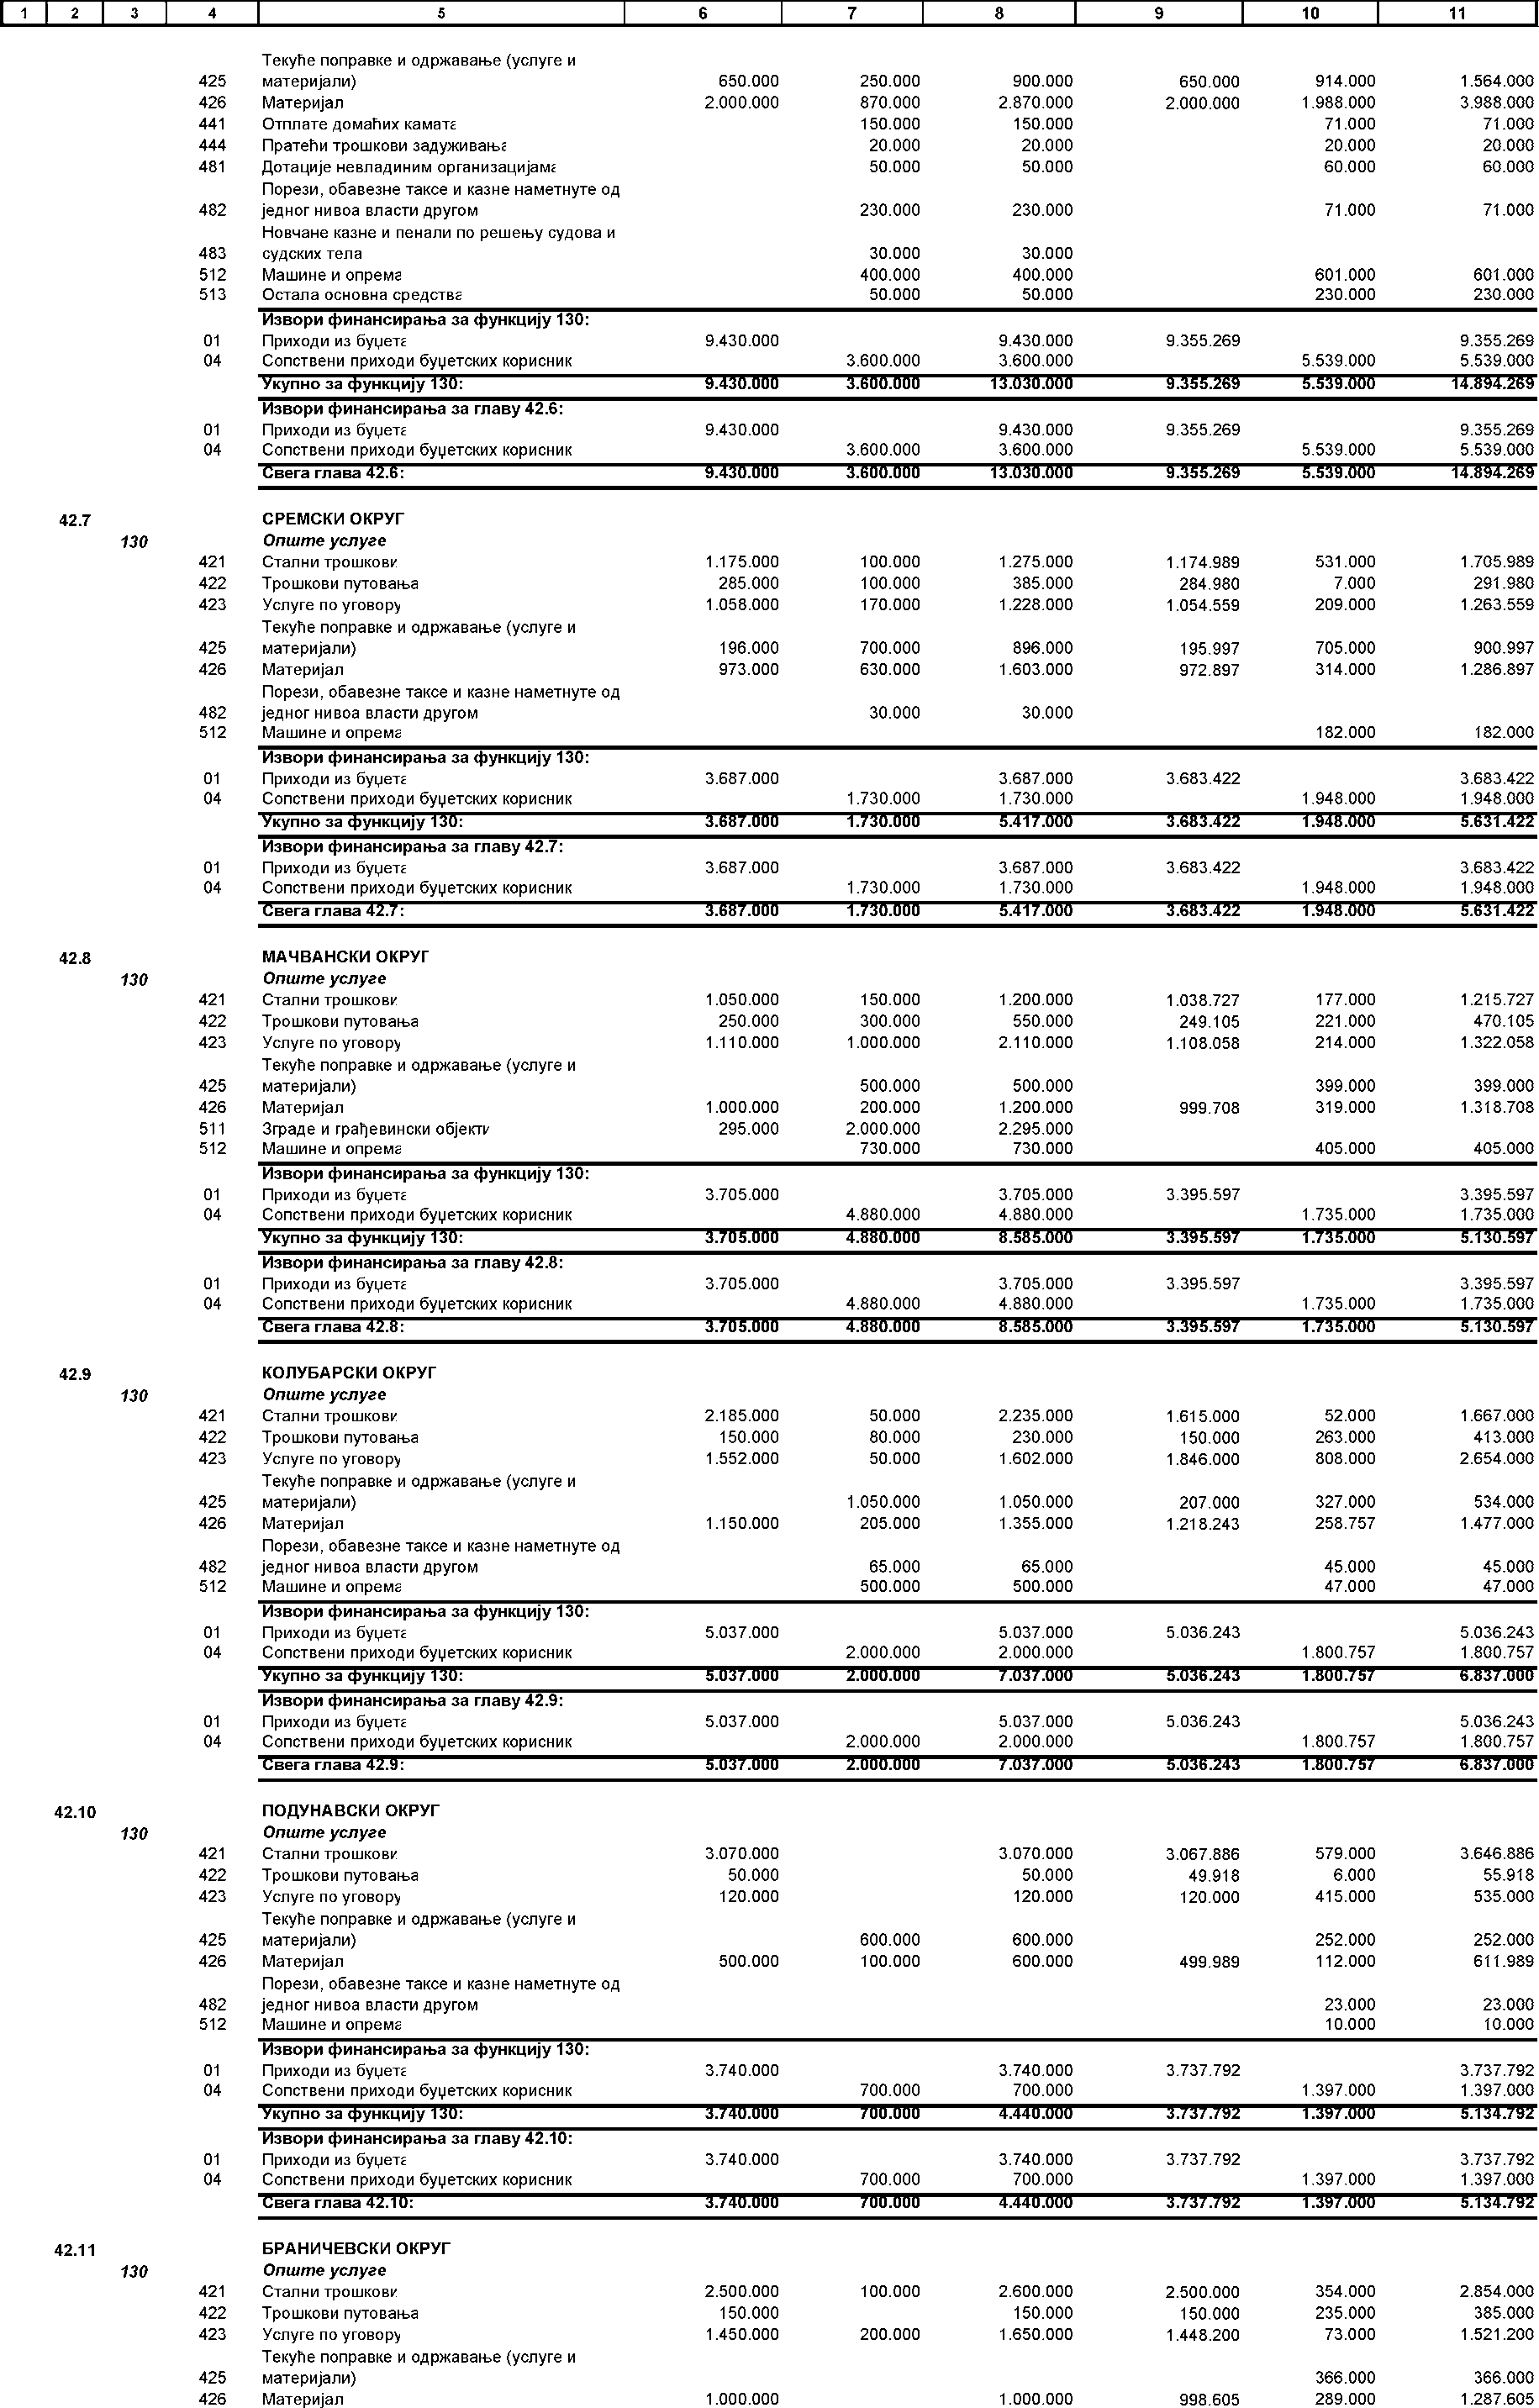 1 2 3 4 5 6 7 8 9 10 11
Текуће поправке и одржавање (услуге и
425 материјали) 650.000 250.000 900.000 650.000 914.000 1.564.000
426 Материјал 2.000.000 870.000 2.870.000 2.000.000 1.988.000 3.988.000
441 Отплате домаћих камата 150.000 150.000 71.000 71.000
444 Пратећи трошкови задуживања 20.000 20.000 20.000 20.000
481 Дотације невладиним организацијама 50.000 50.000 60.000 60.000
Порези, обавезне таксе и казне наметнуте од
482 једног нивоа власти другом 230.000 230.000 71.000 71.000
Новчане казне и пенали по решењу судова и
483 судских тела 30.000 30.000
512 Машине и опрема 400.000 400.000 601.000 601.000
513 Остала основна средства 50.000 50.000 230.000 230.000
Извори финансирања за функцију 130:
01 Приходи из буџета 9.430.000 9.430.000 9.355.269 9.355.269
04 Сопствени приходи буџетских корисник 3.600.000 3.600.000 5.539.000 5.539.000
Укупно за функцију 130: 9.430.000 3.600.000 13.030.000 9.355.269 5.539.000 14.894.269
Извори финансирања за главу 42.6:
01 Приходи из буџета 9.430.000 9.430.000 9.355.269 9.355.269
04 Сопствени приходи буџетских корисник 3.600.000 3.600.000 5.539.000 5.539.000
Свега глава 42.6: 9.430.000 3.600.000 13.030.000 9.355.269 5.539.000 14.894.269
42.7 СРЕМСКИ ОКРУГ
130 Опште услуге
421 Стални трошкови 1.175.000 100.000 1.275.000 1.174.989 531.000 1.705.989
422 Трошкови путовања 285.000 100.000 385.000 284.980 7.000 291.980
423 Услуге по уговору 1.058.000 170.000 1.228.000 1.054.559 209.000 1.263.559
Текуће поправке и одржавање (услуге и
425 материјали) 196.000 700.000 896.000 195.997 705.000 900.997
426 Материјал 973.000 630.000 1.603.000 972.897 314.000 1.286.897
Порези, обавезне таксе и казне наметнуте од
482 једног нивоа власти другом 30.000 30.000
512 Машине и опрема 182.000 182.000
Извори финансирања за функцију 130:
01 Приходи из буџета 3.687.000 3.687.000 3.683.422 3.683.422
04 Сопствени приходи буџетских корисник 1.730.000 1.730.000 1.948.000 1.948.000
Укупно за функцију 130: 3.687.000 1.730.000 5.417.000 3.683.422 1.948.000 5.631.422
Извори финансирања за главу 42.7:
01 Приходи из буџета 3.687.000 3.687.000 3.683.422 3.683.422
04 Сопствени приходи буџетских корисник 1.730.000 1.730.000 1.948.000 1.948.000
Свега глава 42.7: 3.687.000 1.730.000 5.417.000 3.683.422 1.948.000 5.631.422
42.8 МАЧВАНСКИ ОКРУГ
130 Опште услуге
421 Стални трошкови 1.050.000 150.000 1.200.000 1.038.727 177.000 1.215.727
422 Трошкови путовања 250.000 300.000 550.000 249.105 221.000 470.105
423 Услуге по уговору 1.110.000 1.000.000 2.110.000 1.108.058 214.000 1.322.058
Текуће поправке и одржавање (услуге и
425 материјали) 500.000 500.000 399.000 399.000
426 Материјал 1.000.000 200.000 1.200.000 999.708 319.000 1.318.708
511 Зграде и грађевински објекти 295.000 2.000.000 2.295.000
512 Машине и опрема 730.000 730.000 405.000 405.000
Извори финансирања за функцију 130:
01 Приходи из буџета 3.705.000 3.705.000 3.395.597 3.395.597
04 Сопствени приходи буџетских корисник 4.880.000 4.880.000 1.735.000 1.735.000
Укупно за функцију 130: 3.705.000 4.880.000 8.585.000 3.395.597 1.735.000 5.130.597
Извори финансирања за главу 42.8:
01 Приходи из буџета 3.705.000 3.705.000 3.395.597 3.395.597
04 Сопствени приходи буџетских корисник 4.880.000 4.880.000 1.735.000 1.735.000
Свега глава 42.8: 3.705.000 4.880.000 8.585.000 3.395.597 1.735.000 5.130.597
42.9 КОЛУБАРСКИ ОКРУГ
130 Опште услуге
421 Стални трошкови 2.185.000 50.000 2.235.000 1.615.000 52.000 1.667.000
422 Трошкови путовања 150.000 80.000 230.000 150.000 263.000 413.000
423 Услуге по уговору 1.552.000 50.000 1.602.000 1.846.000 808.000 2.654.000
Текуће поправке и одржавање (услуге и
425 материјали) 1.050.000 1.050.000 207.000 327.000 534.000
426 Материјал 1.150.000 205.000 1.355.000 1.218.243 258.757 1.477.000
Порези, обавезне таксе и казне наметнуте од
482 једног нивоа власти другом 65.000 65.000 45.000 45.000
512 Машине и опрема 500.000 500.000 47.000 47.000
Извори финансирања за функцију 130:
01 Приходи из буџета 5.037.000 5.037.000 5.036.243 5.036.243
04 Сопствени приходи буџетских корисник 2.000.000 2.000.000 1.800.757 1.800.757
Укупно за функцију 130: 5.037.000 2.000.000 7.037.000 5.036.243 1.800.757 6.837.000
Извори финансирања за главу 42.9:
01 Приходи из буџета 5.037.000 5.037.000 5.036.243 5.036.243
04 Сопствени приходи буџетских корисник 2.000.000 2.000.000 1.800.757 1.800.757
Свега глава 42.9: 5.037.000 2.000.000 7.037.000 5.036.243 1.800.757 6.837.000
42.10 ПОДУНАВСКИ ОКРУГ
130 Опште услуге
421 Стални трошкови 3.070.000 3.070.000 3.067.886 579.000 3.646.886
422 Трошкови путовања 50.000 50.000 49.918 6.000 55.918
423 Услуге по уговору 120.000 120.000 120.000 415.000 535.000
Текуће поправке и одржавање (услуге и
425 материјали) 600.000 600.000 252.000 252.000
426 Материјал 500.000 100.000 600.000 499.989 112.000 611.989
Порези, обавезне таксе и казне наметнуте од
482 једног нивоа власти другом 23.000 23.000
512 Машине и опрема 10.000 10.000
Извори финансирања за функцију 130:
01 Приходи из буџета 3.740.000 3.740.000 3.737.792 3.737.792
04 Сопствени приходи буџетских корисник 700.000 700.000 1.397.000 1.397.000
Укупно за функцију 130: 3.740.000 700.000 4.440.000 3.737.792 1.397.000 5.134.792
Извори финансирања за главу 42.10:
01 Приходи из буџета 3.740.000 3.740.000 3.737.792 3.737.792
04 Сопствени приходи буџетских корисник 700.000 700.000 1.397.000 1.397.000
Свега глава 42.10: 3.740.000 700.000 4.440.000 3.737.792 1.397.000 5.134.792
42.11 БРАНИЧЕВСКИ ОКРУГ
130 Опште услуге
421 Стални трошкови 2.500.000 100.000 2.600.000 2.500.000 354.000 2.854.000
422 Трошкови путовања 150.000 150.000 150.000 235.000 385.000
423 Услуге по уговору 1.450.000 200.000 1.650.000 1.448.200 73.000 1.521.200
Текуће поправке и одржавање (услуге и
425 материјали) 366.000 366.000
426 Материјал 1.000.000 1.000.000 998.605 289.000 1.287.605